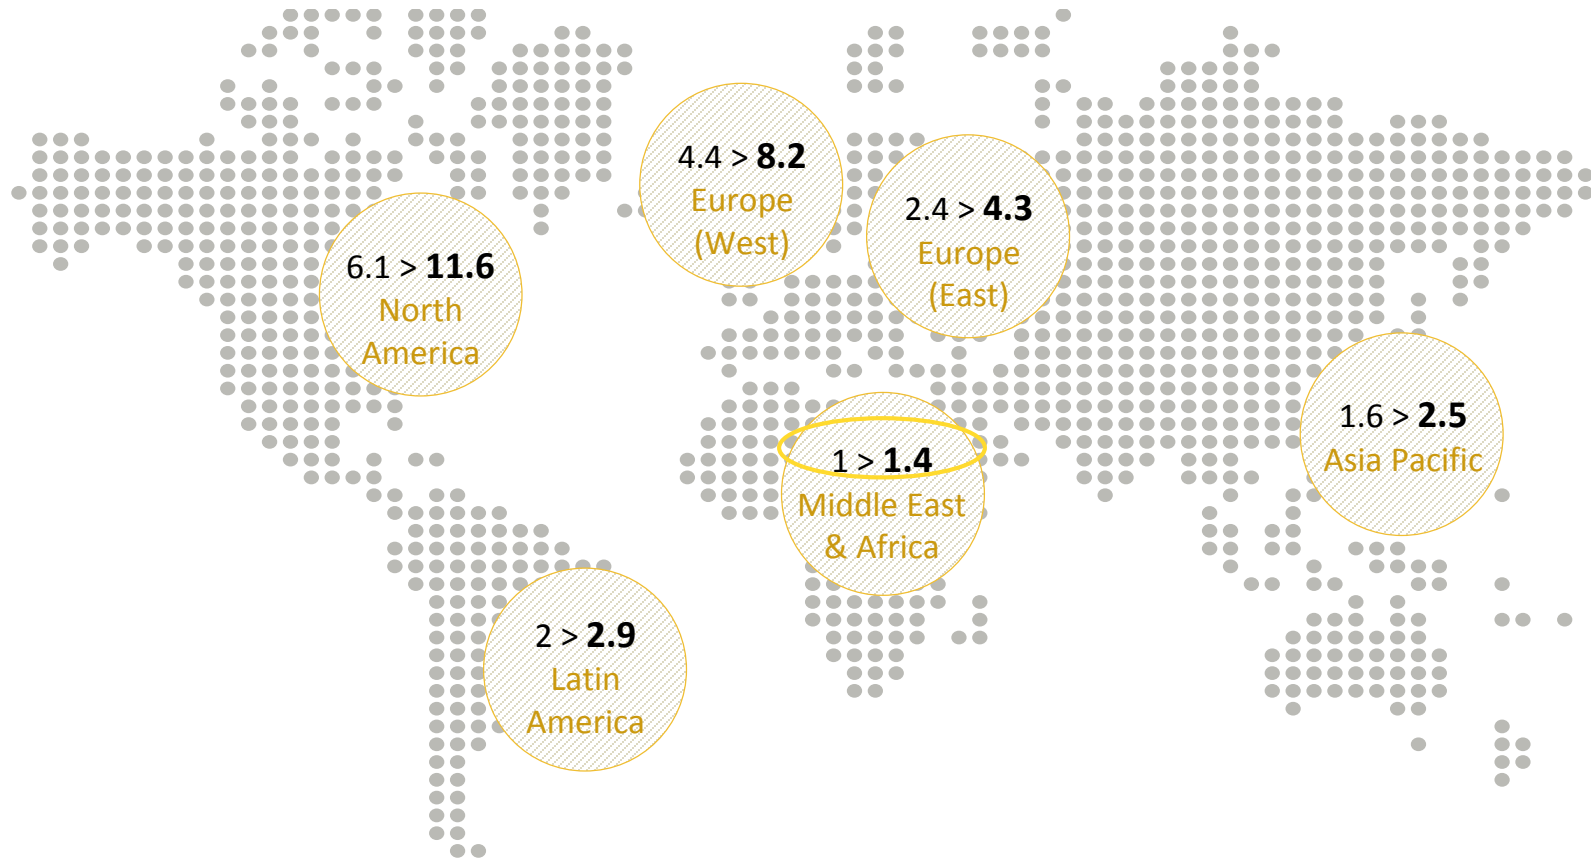 4.4 > 8.2
Europe
(West)
2.4 > 4.3
Europe
(East)
6.1 > 11.6
North
America
1.6 > 2.5
Asia Pacific
1 > 1.4
Middle East
& Africa
2 > 2.9
Latin
America